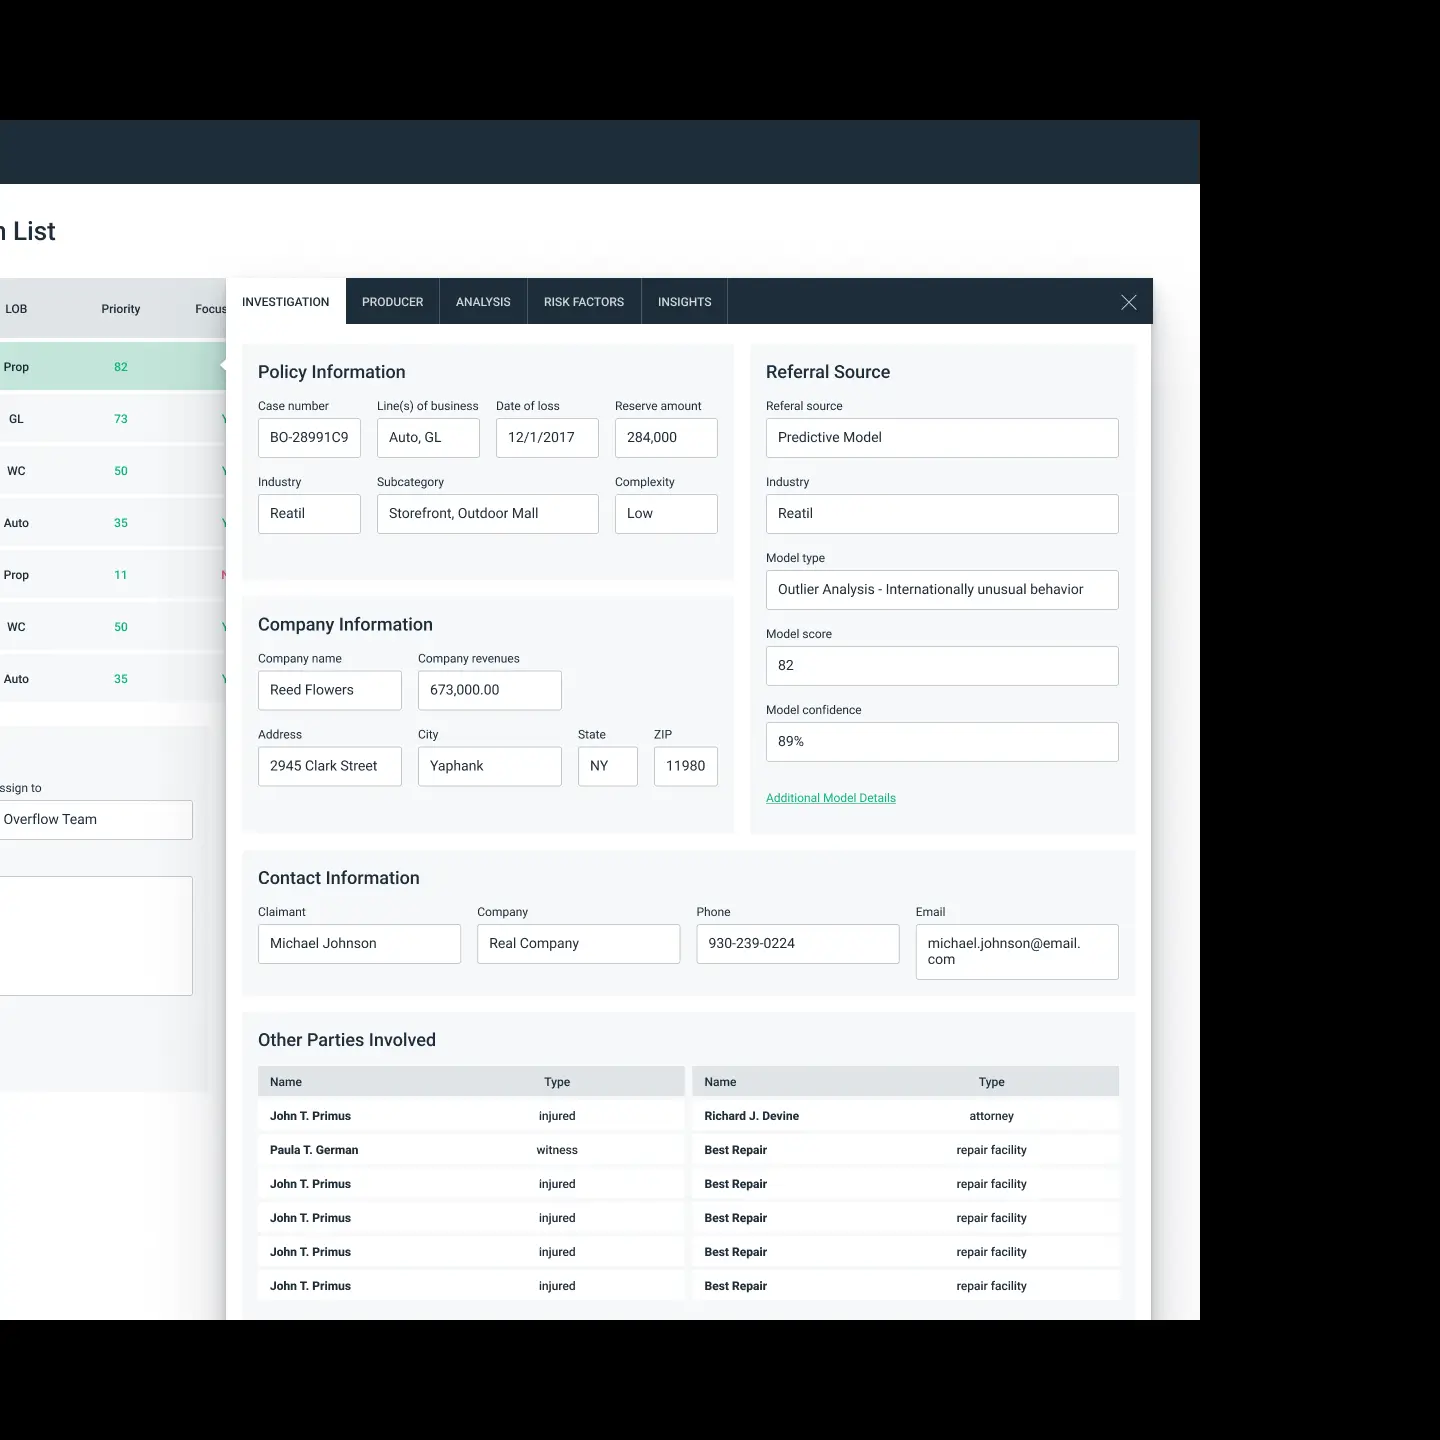 n List
LOB Priority Focus
Prop 82
GL 73 Y
WC 50 Y
Auto 35 Y
Prop 11 N
WC 50 Y
Auto 35 Y
ssign to
Overflow Team
INVESTIGATION PRODUCER ANALYSIS RISK FACTORS INSIGHTS
Policy Information
Case number Line(s) of business Date of loss Reserve amount
BO-28991C9 Auto, GL 12/1/2017 284,000
Industry Subcategory Complexity
Reatil Storefront, Outdoor Mall Low
Company Information
Company name Company revenues
Reed Flowers 673,000.00
Address City State ZIP
2945 Clark Street Yaphank NY 11980
Referral Source
Referal source
Predictive Model
Industry
Reatil
Model type
Outlier Analysis - Internationally unusual behavior
Model score
82
Model confidence
89%
Additional Model Details
Contact Information
Claimant Company Phone Email
Michael Johnson Real Company 930-239-0224 michael.johnson@email.
com
Other Parties Involved
Name Type Name Type
John T. Primus injured Richard J. Devine attorney
Paula T. German witness Best Repair repair facility
John T. Primus injured Best Repair repair facility
John T. Primus injured Best Repair repair facility
John T. Primus injured Best Repair repair facility
John T. Primus injured Best Repair repair facility